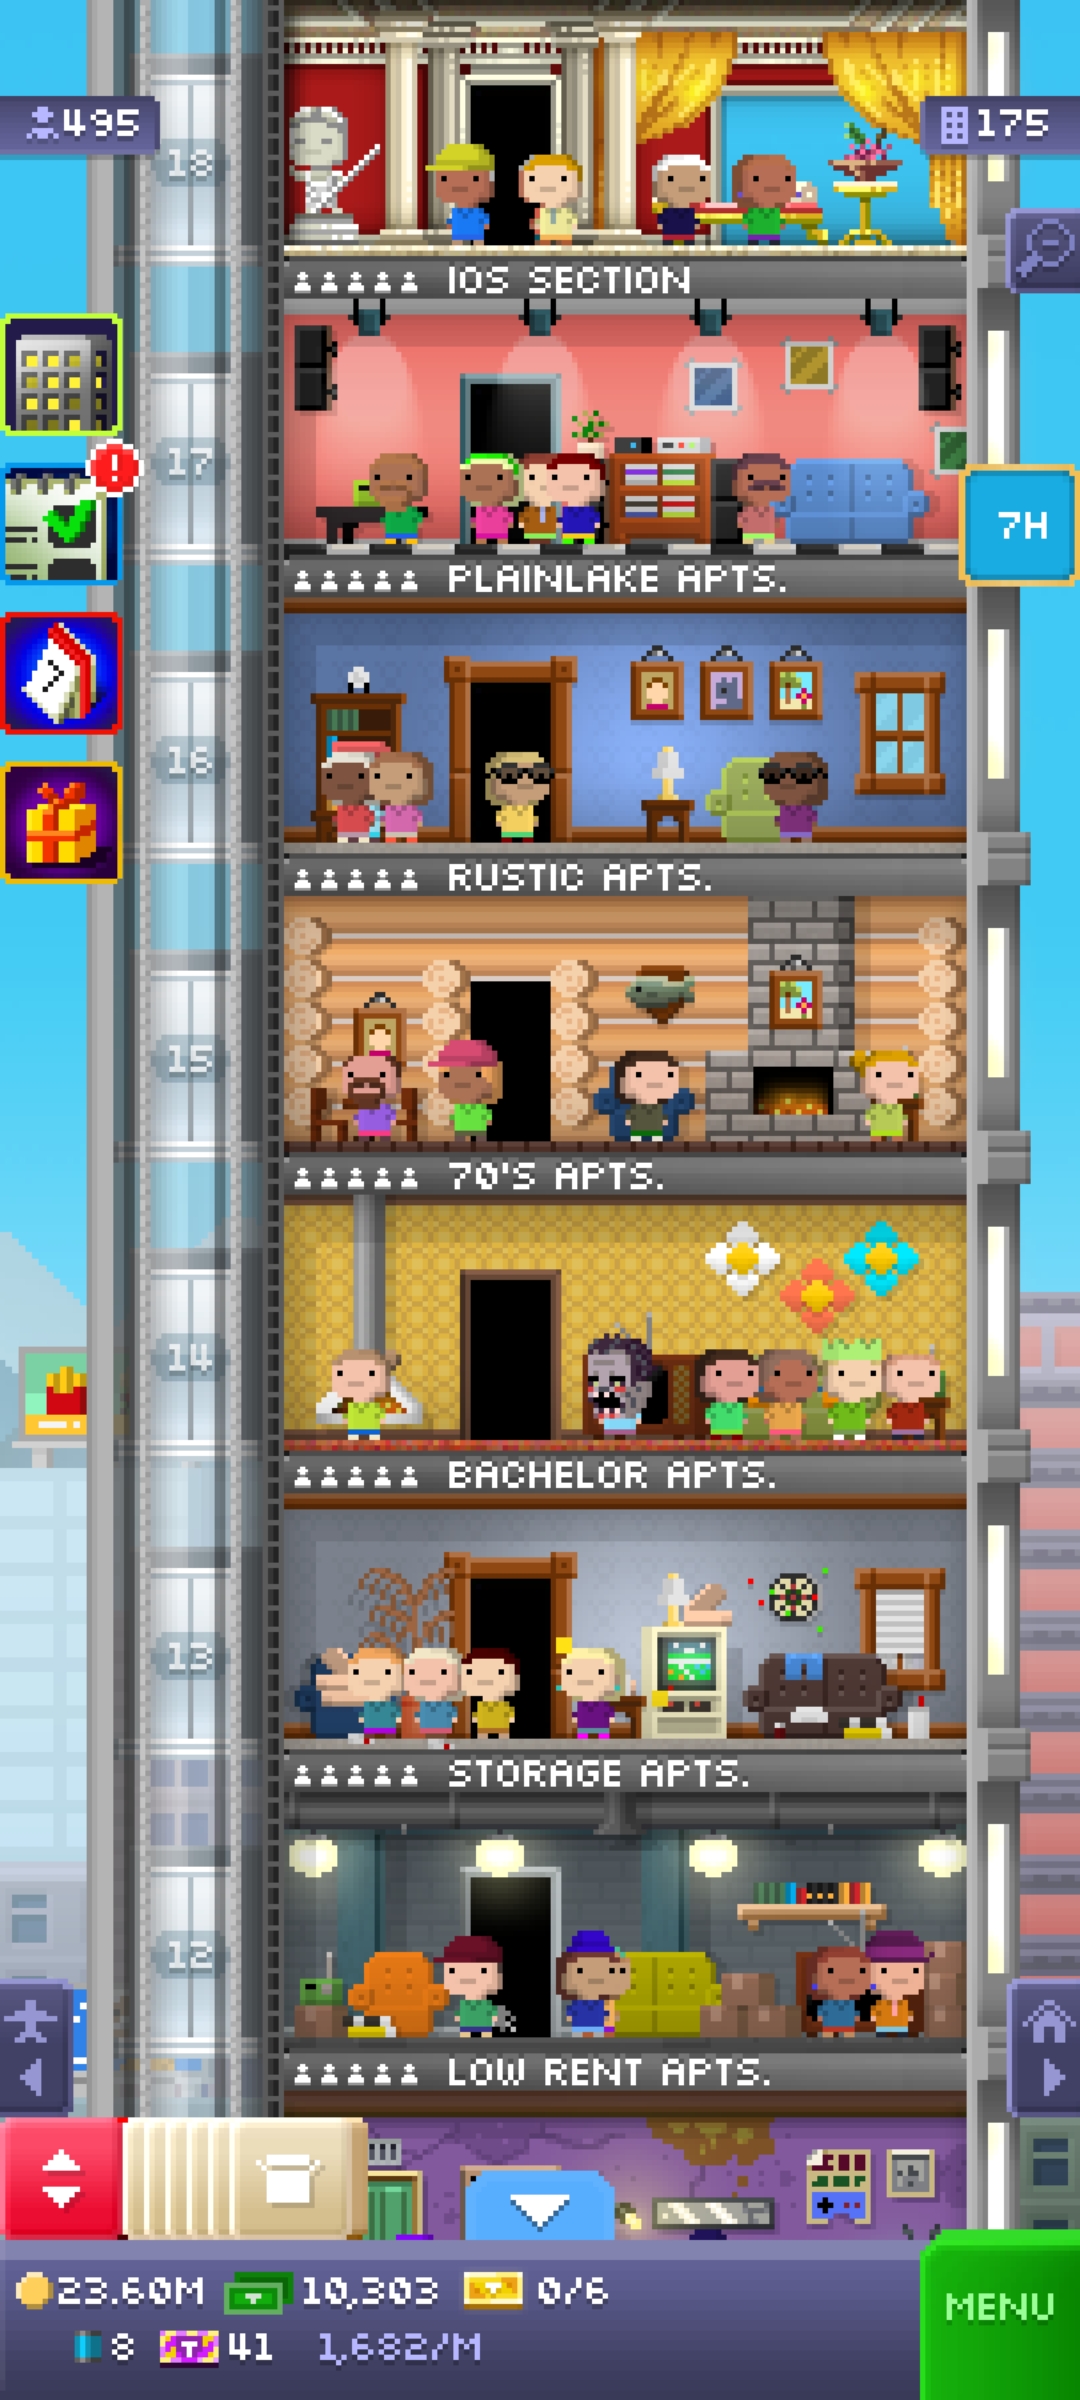 495
175
18
IOS SECTION
17
7H
PLAINLAKE APTS.
16
RUSTIC APTS.
15
70'S APTS.
14
BACHELOR APTS.
13
STORAGE APTS.
12
LOW RENT APTS.
23.60M 10,303 0/6
8 41 1,682/M
MENU